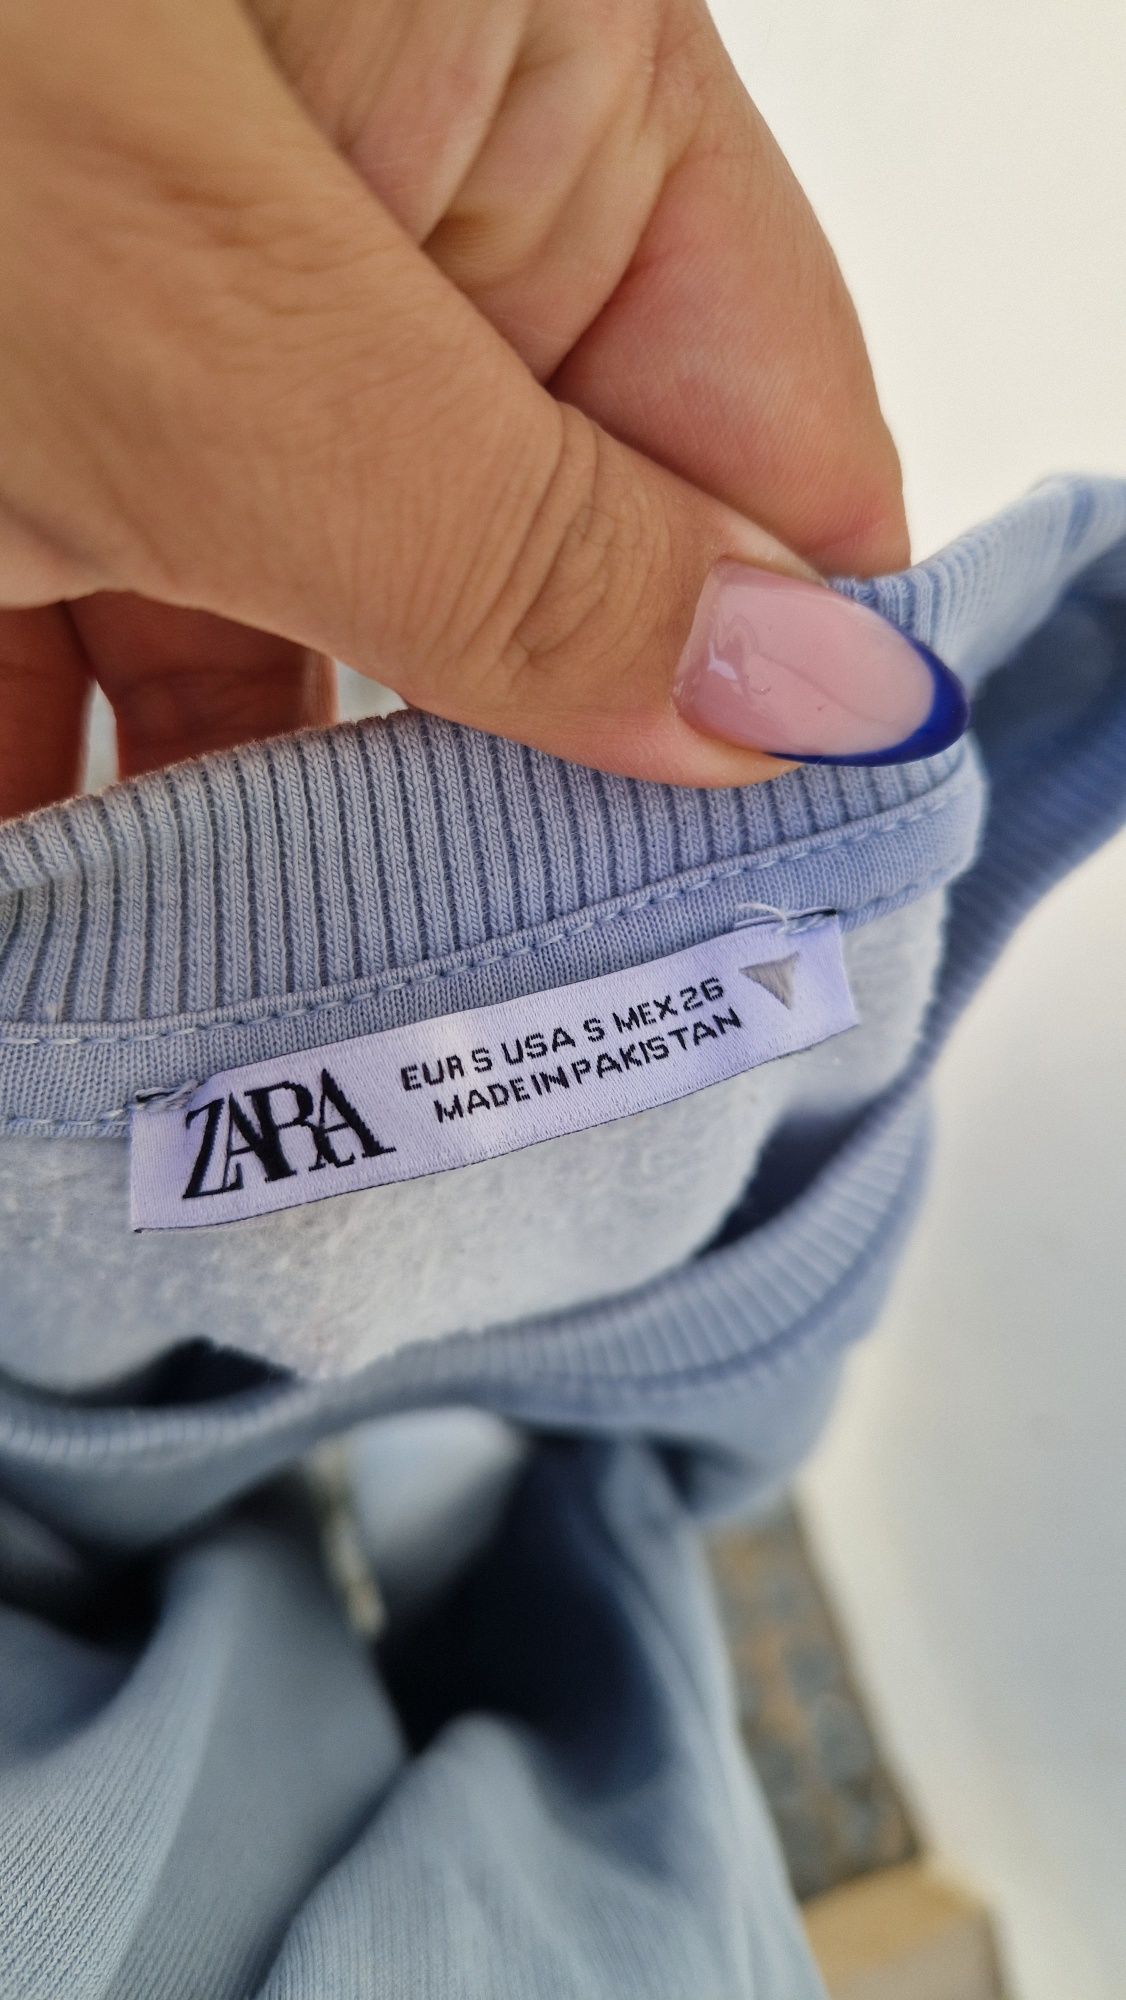 ZARA
EUR S USA S MEX 26
MADE IN PAKISTAN